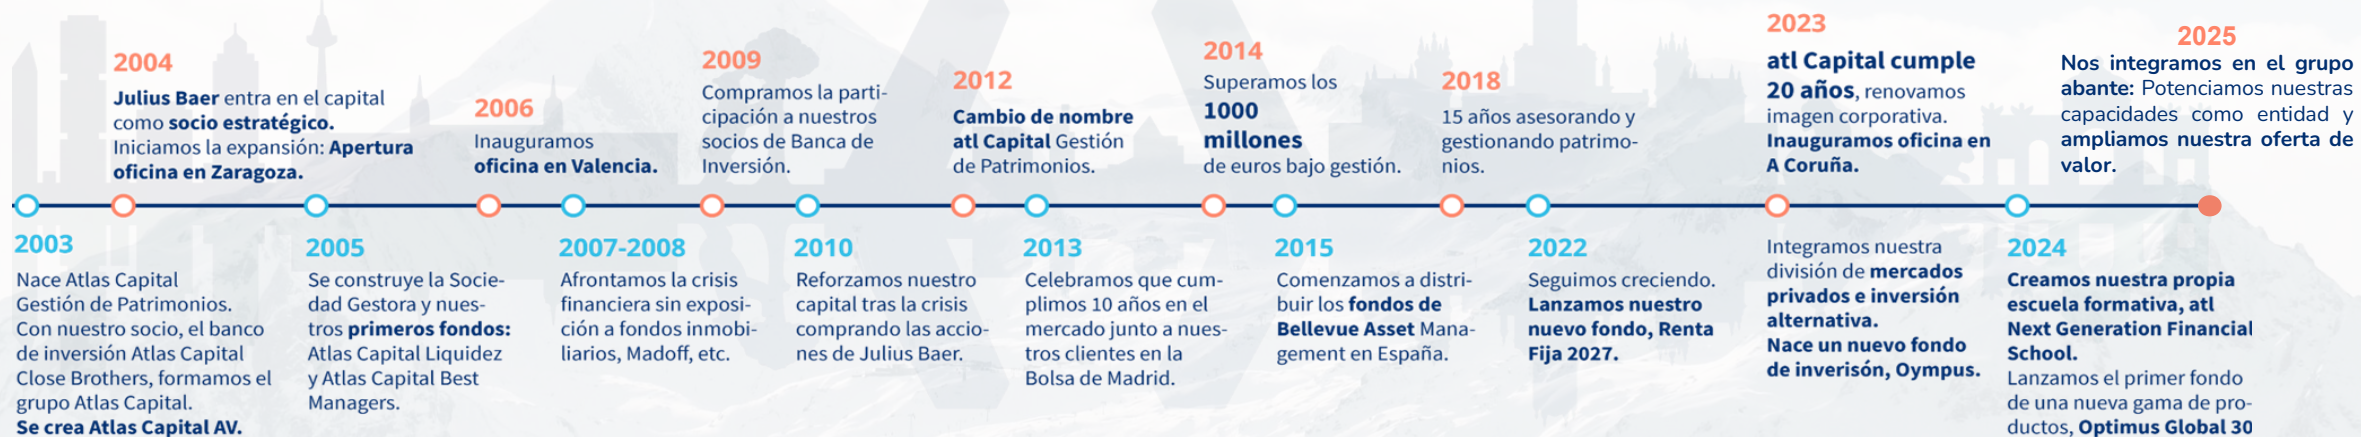 2003
Nace Atlas Capital
Gestión de Patrimonios.
Con nuestro socio, el banco
de inversión Atlas Capital
Close Brothers, formamos el
grupo Atlas Capital.
Se crea Atlas Capital AV.
2004
Julius Baer entra en el capital
como socio estratégico.
Iniciamos la expansión: Apertura
oficina en Zaragoza.
2005
Se construye la Socie-
dad Gestora y nues-
tros primeros fondos:
Atlas Capital Liquidez
y Atlas Capital Best
Managers.
2006
Inauguramos
oficina en Valencia.
2007-2008
Afrontamos la crisis
financiera sin exposi-
ción a fondos inmobi-
liarios, Madoff, etc.
2009
Compramos la parti-
cipación a nuestros
socios de Banca de
Inversión.
2010
Reforzamos nuestro
capital tras la crisis
comprando las accio-
nes de Julius Baer.
2012
Cambio de nombre
atl Capital Gestión
de Patrimonios.
2013
Celebramos que cum-
plimos 10 años en el
mercado junto a nues-
tros clientes en la
Bolsa de Madrid.
2014
Superamos los
1000
millones
de euros bajo gestión.
2015
Comenzamos a distri-
buir los fondos de
Bellevue Asset Mana-
gement en España.
2018
15 años asesorando y
gestionando patrimo-
nios.
2022
Seguimos creciendo.
Lanzamos nuestro
nuevo fondo, Renta
Fija 2027.
2023
atl Capital cumple
20 años, renovamos
imagen corporativa.
Inauguramos oficina en
A Coruña.
Integramos nuestra
división de mercados
privados e inversión
alternativa.
Nace un nuevo fondo
de inverisón, Oympus.
2024
Creamos nuestra propia
escuela formativa, atl
Next Generation Financial
School.
Lanzamos el primer fondo
de una nueva gama de pro-
ductos, Optimus Global 30
2025
Nos integramos en el grupo
abante: Potenciamos nuestras
capacidades como entidad y
ampliamos nuestra oferta de
valor.